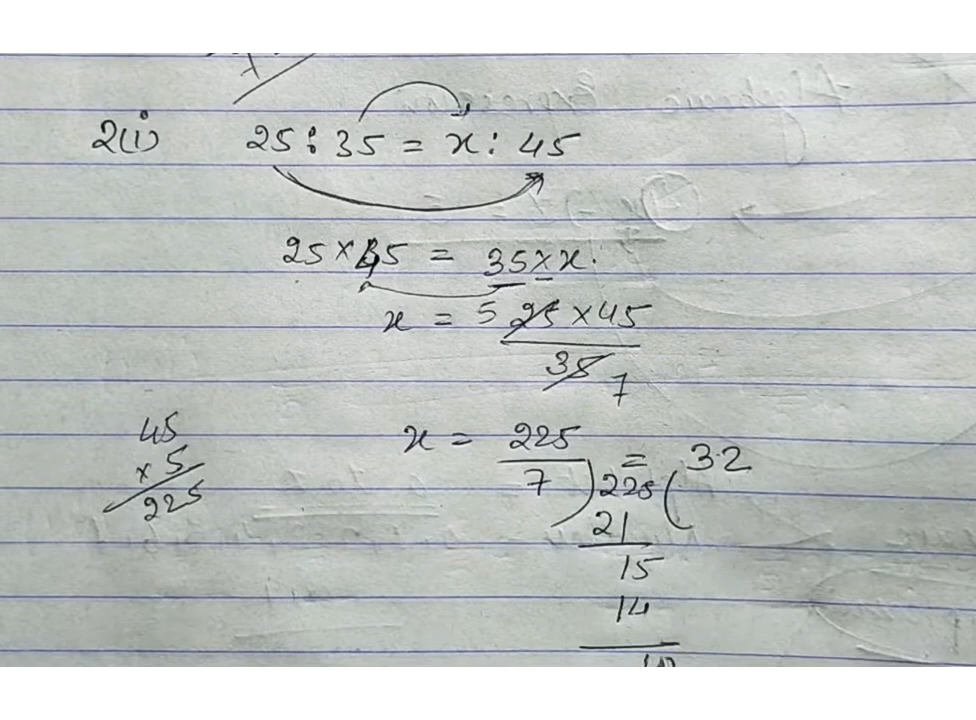 2(i) 25 : 35 = x : 45
25 × 45 = 35 × x.
x = 5 25 × 45
35 7
x = 225 = 3.2
7 ) 225 (
45
× 5
225
21
15
14